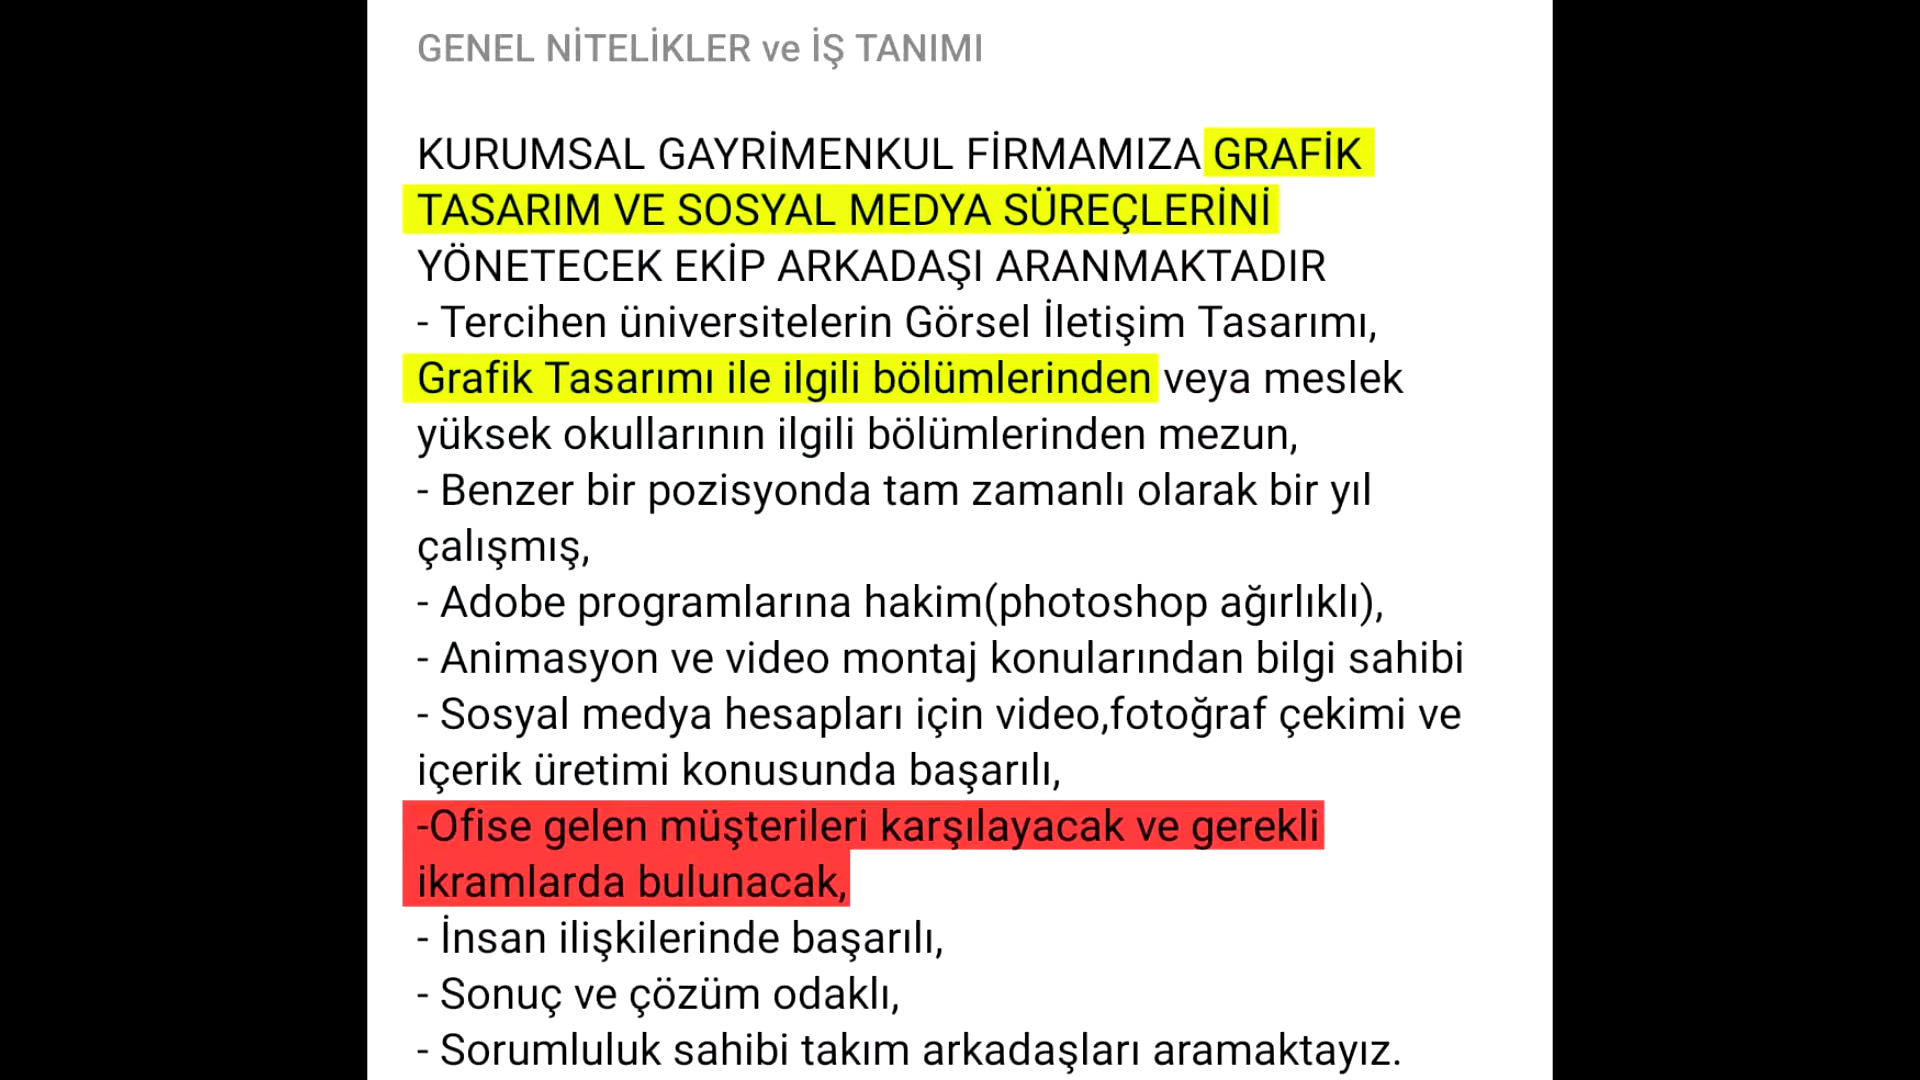 GENEL NİTELİKLER ve İŞ TANIMI
KURUMSAL GAYRİMENKUL FİRMAMIZA GRAFİK
TASARIM VE SOSYAL MEDYA SÜREÇLERİNİ
YÖNETECEK EKİP ARKADAŞI ARANMAKTADIR
- Tercihen üniversitelerin Görsel İletişim Tasarımı,
Grafik Tasarımı ile ilgili bölümlerinden veya meslek
yüksek okullarının ilgili bölümlerinden mezun,
- Benzer bir pozisyonda tam zamanlı olarak bir yıl
çalışmış,
- Adobe programlarına hakim(photoshop ağırlıklı),
- Animasyon ve video montaj konularından bilgi sahibi
- Sosyal medya hesapları için video,fotoğraf çekimi ve
içerik üretimi konusunda başarılı,
-Ofise gelen müşterileri karşılayacak ve gerekli
ikramlarda bulunacak,
- İnsan ilişkilerinde başarılı,
- Sonuç ve çözüm odaklı,
- Sorumluluk sahibi takım arkadaşları aramaktayız.